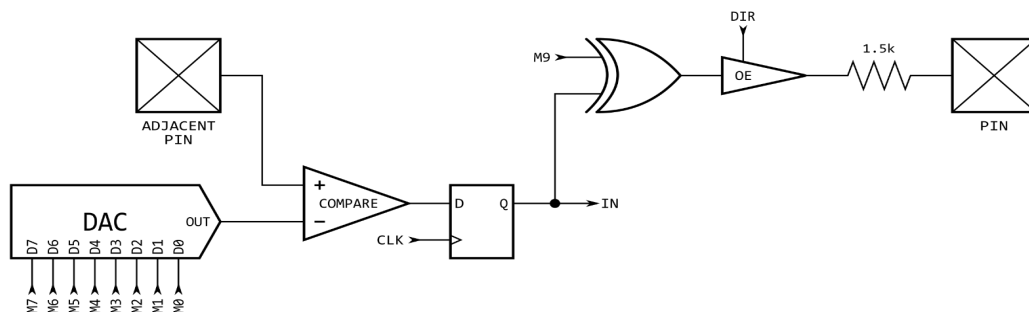 DIR
1.5k
M9
OE
ADJACENT
PIN
PIN
+
COMPARE
−
D
Q
IN
CLK
DAC
OUT
D7 D6 D5 D4 D3 D2 D1 D0
M7 M6 M5 M4 M3 M2 M1 M0